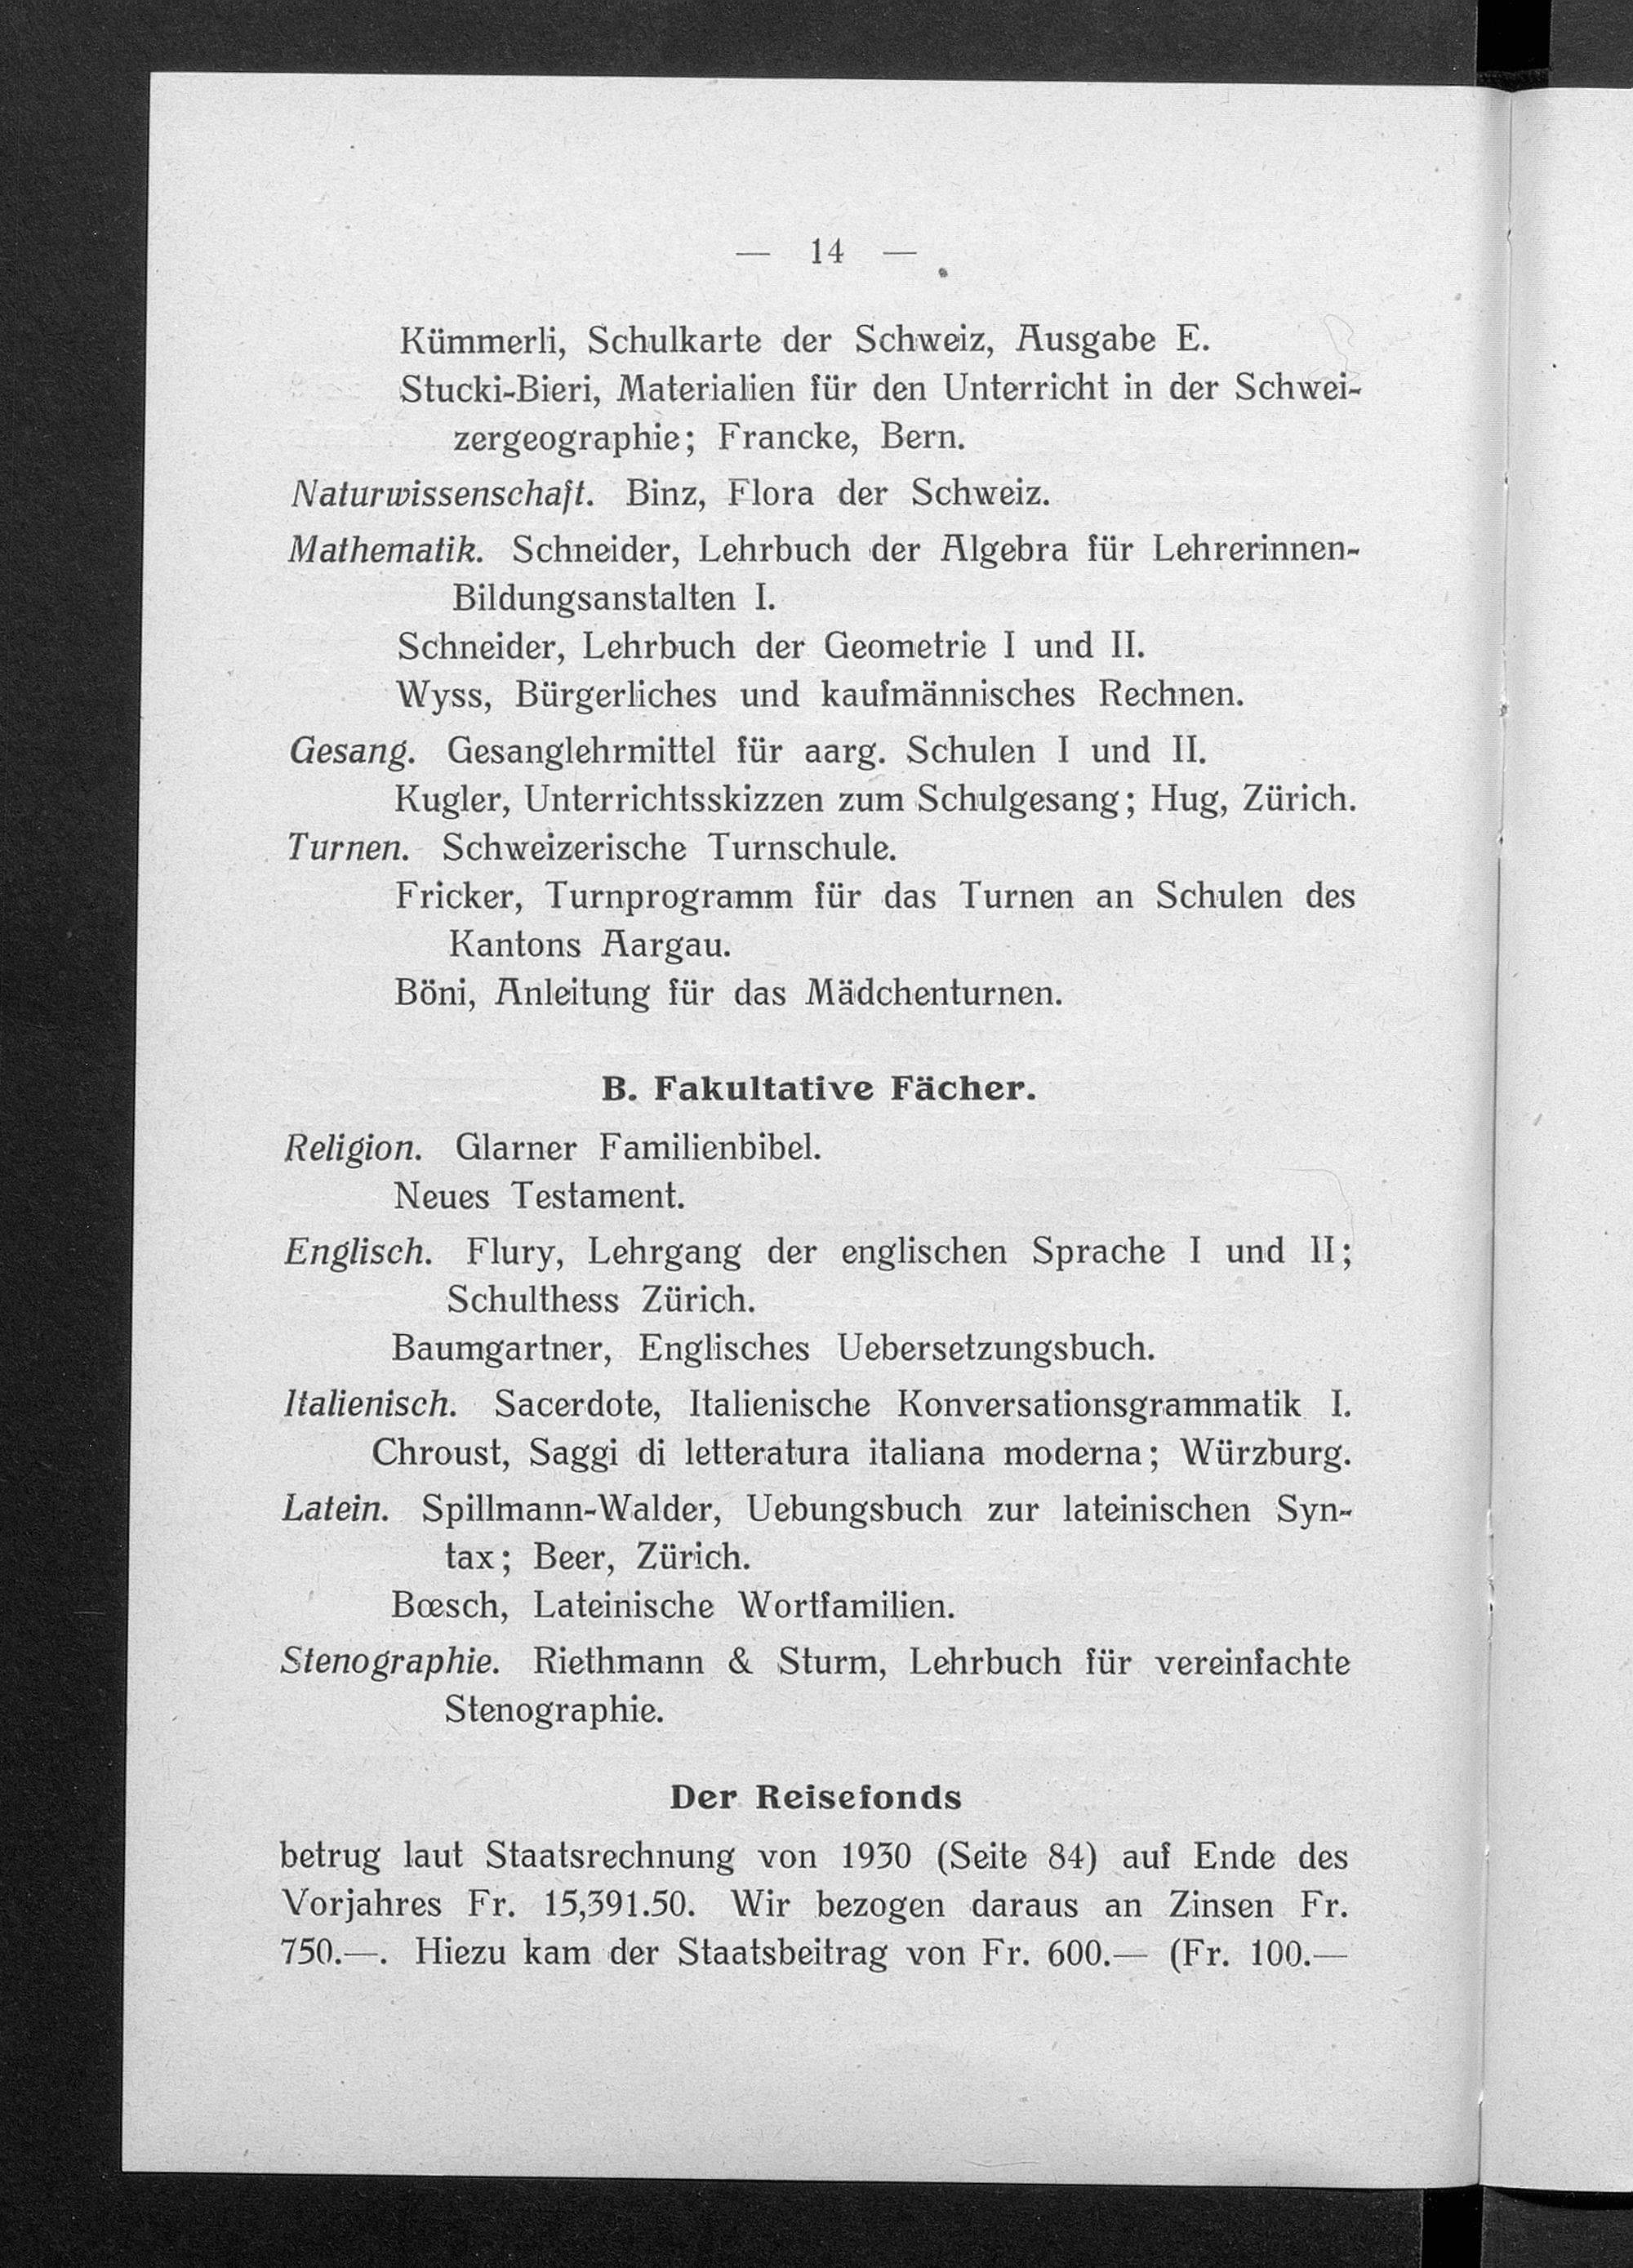 — 14 —
Kümmerli, Schulkarte der Schweiz, Ausgabe E.
Stucki-Bieri, Materialien für den Unterricht in der Schwei-
zergeographie; Francke, Bern.
Naturwissenschaft. Binz, Flora der Schweiz.
Mathematik. Schneider, Lehrbuch der Algebra für Lehrerinnen-
Bildungsanstalten I.
Schneider, Lehrbuch der Geometrie I und II.
Wyss, Bürgerliches und kaufmännisches Rechnen.
Gesang. Gesanglehrmittel für aarg. Schulen I und II.
Kugler, Unterrichtsskizzen zum Schulgesang; Hug, Zürich.
Turnen. Schweizerische Turnschule.
Fricker, Turnprogramm für das Turnen an Schulen des
Kantons Aargau.
Böni, Anleitung für das Mädchenturnen.
B. Fakultative Fächer.
Religion. Glarner Familienbibel.
Neues Testament.
Englisch. Flury, Lehrgang der englischen Sprache I und II;
Schulthess Zürich.
Baumgartner, Englisches Uebersetzungsbuch.
Italienisch. Sacerdote, Italienische Konversationsgrammatik I.
Chroust, Saggi di letteratura italiana moderna; Würzburg.
Latein. Spillmann-Walder, Uebungsbuch zur lateinischen Syn-
tax; Beer, Zürich.
Bœsch, Lateinische Wortfamilien.
Stenographie. Riethmann & Sturm, Lehrbuch für vereinfachte
Stenographie.
Der Reisefonds
betrug laut Staatsrechnung von 1930 (Seite 84) auf Ende des
Vorjahres Fr. 15,391.50. Wir bezogen daraus an Zinsen Fr.
750.—. Hiezu kam der Staatsbeitrag von Fr. 600.— (Fr. 100.—